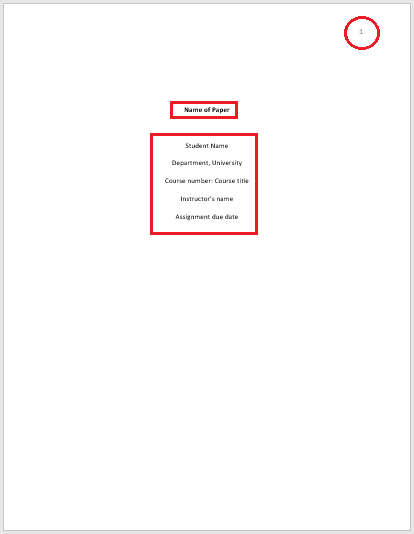 1
Name of Paper
Student Name
Department, University
Course number: Course title
Instructor's name
Assignment due date